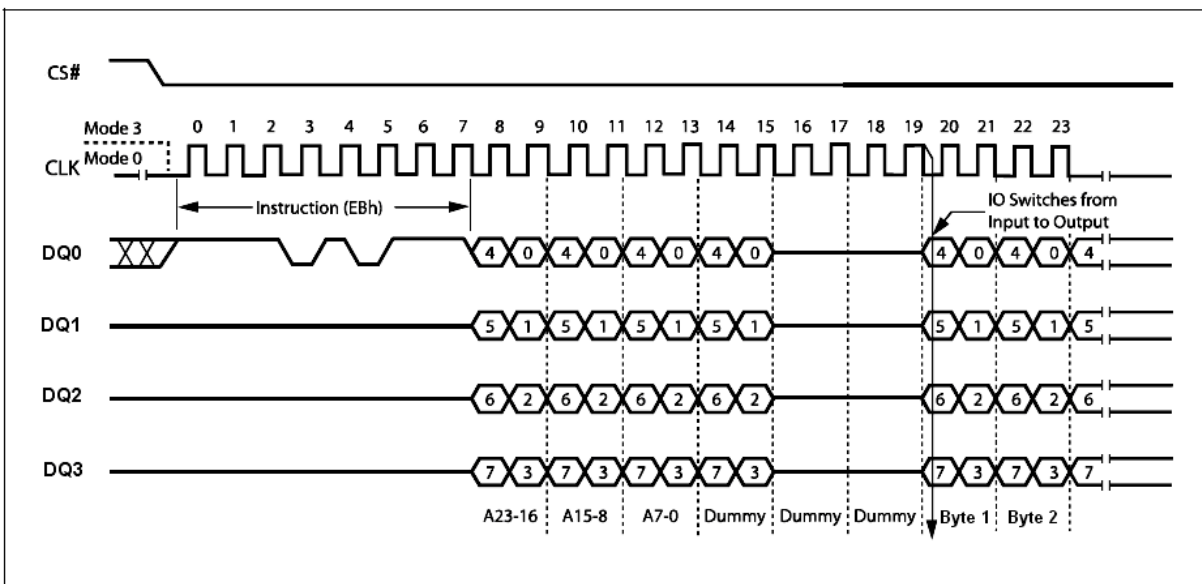 CS#
Mode 3 0 1 2 3 4 5 6 7 8 9 10 11 12 13 14 15 16 17 18 19 20 21 22 23
CLK Mode 0
Instruction (EBh)
IO Switches from
Input to Output
DQ0 4 0 4 0 4 0 4 0 4 0 4 0 4
DQ1 5 1 5 1 5 1 5 1 5 1 5 1 5
DQ2 6 2 6 2 6 2 6 2 6 2 6 2 6
DQ3 7 3 7 3 7 3 7 3 7 3 7 3 7
A23-16 A15-8 A7-0 Dummy Dummy Dummy Byte 1 Byte 2